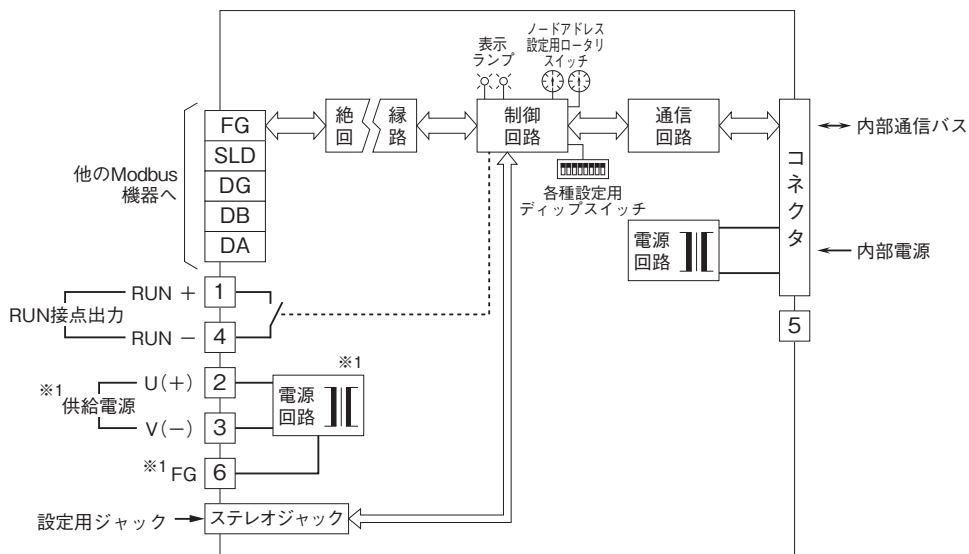 表示
ランプ
ノードアドレス
設定用ロータリ
スイッチ
FG
SLD
DG
DB
DA
他のModbus
機器へ
絶
回
縁
路
制御
回路
通信
回路
コネクタ
内部通信バス
各種設定用
ディップスイッチ
電源
回路
内部電源
5
RUN +
1
RUN接点出力
RUN −
4
※1
※1
供給電源
U(+)
2
V(−)
3
電源
回路
※1 FG
6
設定用ジャック
ステレオジャック